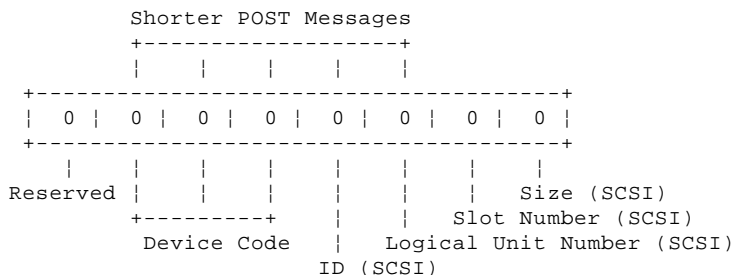 Shorter POST Messages
+--------------------+
¦ ¦ ¦ ¦ ¦
+---------------------------------------+
¦ 0 ¦ 0 ¦ 0 ¦ 0 ¦ 0 ¦ 0 ¦ 0 ¦ 0 ¦
+---------------------------------------+
¦ ¦ ¦ ¦ ¦ ¦ ¦ ¦
Reserved ¦ ¦ ¦ ¦ ¦ ¦ Size (SCSI)
+---------+ ¦ ¦ Slot Number (SCSI)
Device Code ¦ Logical Unit Number (SCSI)
ID (SCSI)